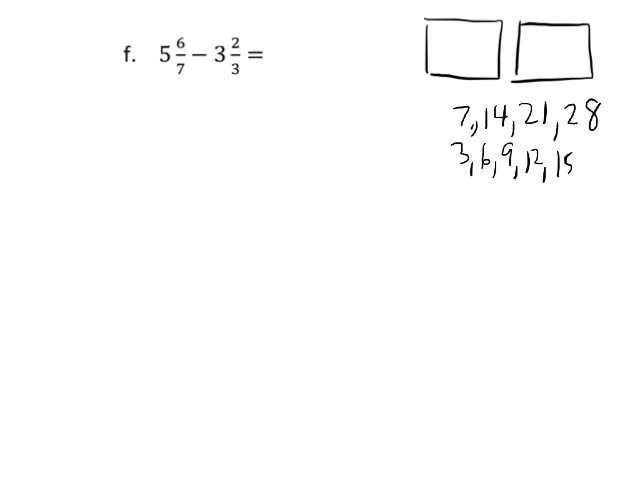 f. 5 6/7 − 3 2/3 =
7, 14, 21, 28
3, 6, 9, 12, 15